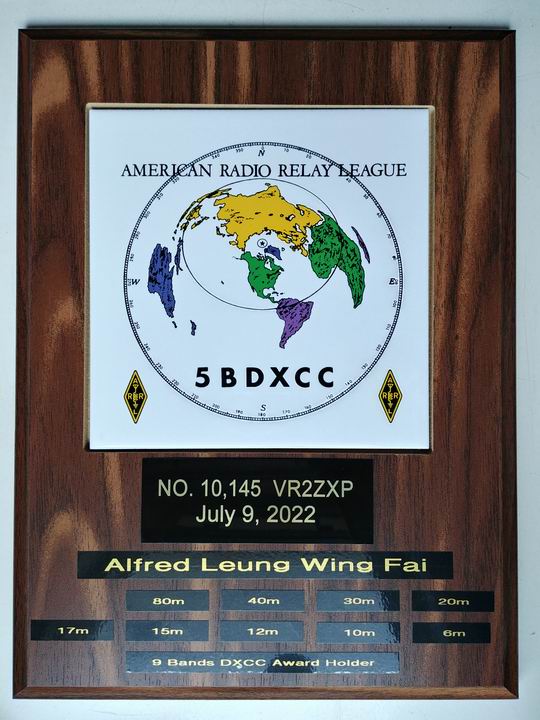 AMERICAN RADIO RELAY LEAGUE
N
W
E
5BDXCC
S
A R R L
A R R L
NO. 10,145 VR2ZXP
July 9, 2022
Alfred Leung Wing Fai
80m 40m 30m 20m
17m 15m 12m 10m 6m
9 Bands DXCC Award Holder